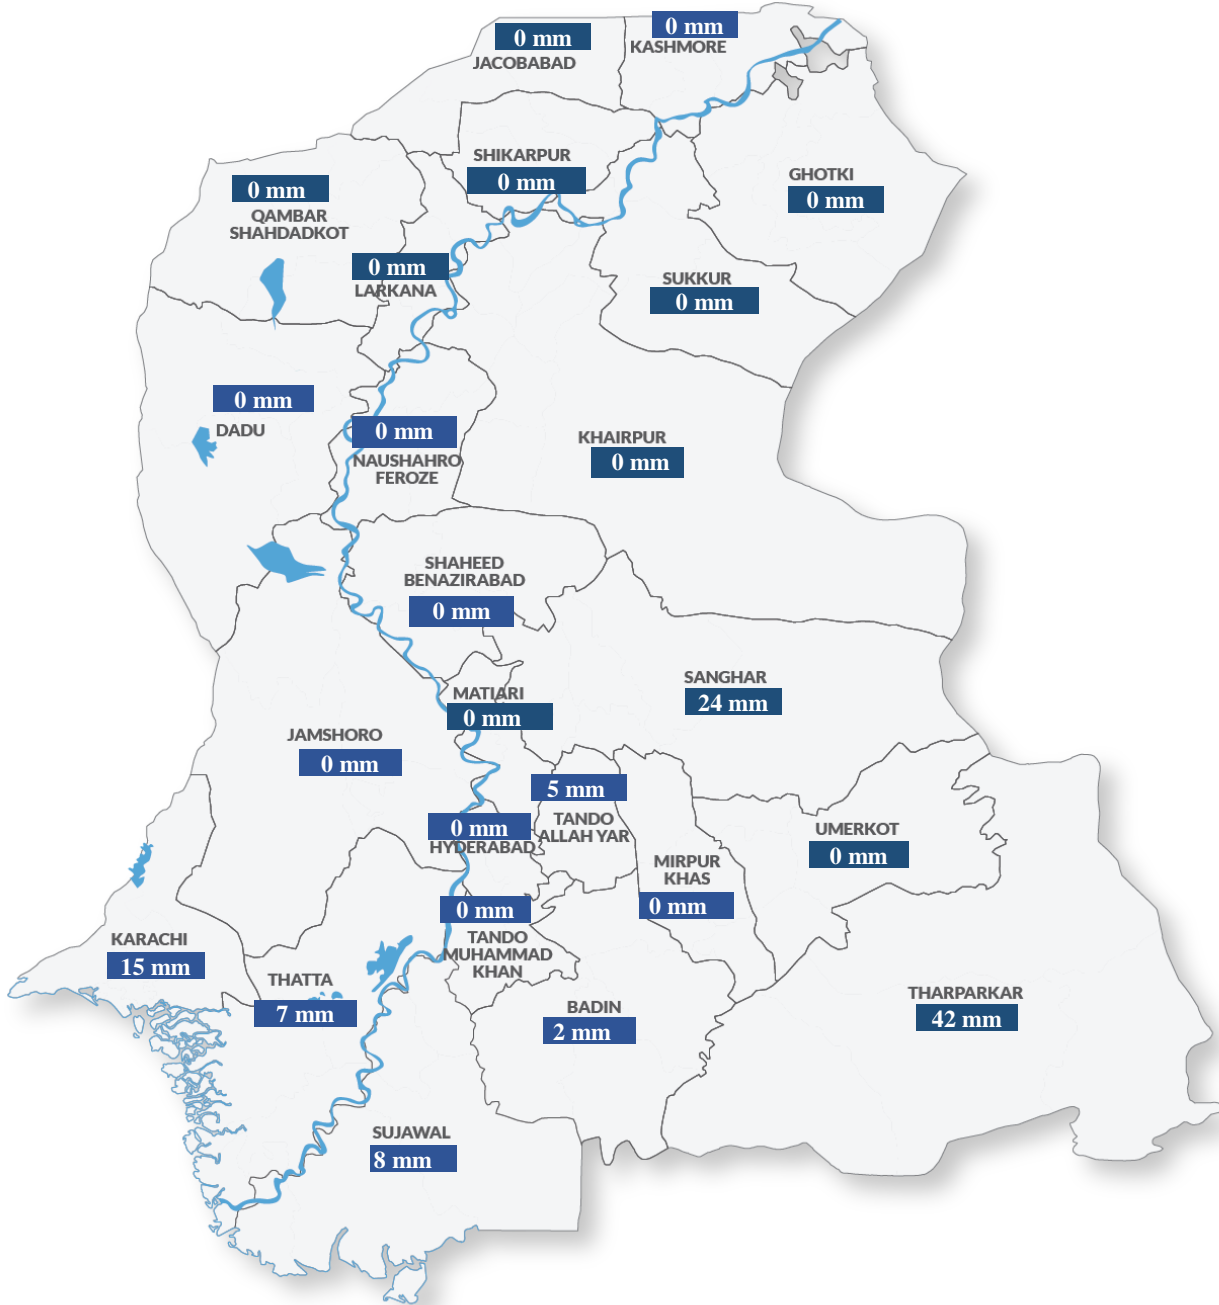 0 mm
KASHMORE
0 mm
JACOBABAD
SHIKARPUR
0 mm
GHOTKI
0 mm
0 mm
QAMBAR
SHAHDADKOT
0 mm
LARKANA
SUKKUR
0 mm
0 mm
DADU
0 mm
NAUSHAHRO
FEROZE
KHAIRPUR
0 mm
SHAHEED
BENAZIRABAD
0 mm
SANGHAR
24 mm
MATIARI
0 mm
JAMSHORO
0 mm
5 mm
TANDO
ALLAH YAR
0 mm
HYDERABAD
UMERKOT
0 mm
MIRPUR
KHAS
0 mm
0 mm
TANDO
MUHAMMAD
KHAN
KARACHI
15 mm
THATTA
7 mm
BADIN
2 mm
THARPARKAR
42 mm
SUJAWAL
8 mm